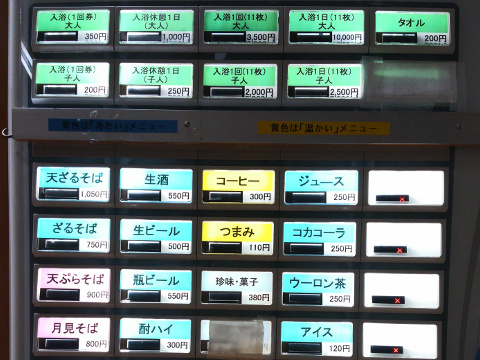 入浴(1回券)
大人
350円
入浴休憩1日
(大人)
1,000円
入浴1回(11枚)
大人
3,500円
入浴1日(11枚)
大人
10,000円
タオル
200円
入浴(1回券)
子人
200円
入浴休憩1日
(子人)
250円
入浴1回(11枚)
子人
2,000円
入浴1日(11枚)
子人
2,500円
青色は「冷たい」メニュー
黄色は「温かい」メニュー
天ざるそば
1,050円
生酒
550円
コーヒー
300円
ジュース
250円
ざるそば
750円
生ビール
500円
つまみ
110円
コカコーラ
250円
天ぷらそば
900円
瓶ビール
550円
珍味・菓子
380円
ウーロン茶
250円
月見そば
800円
酎ハイ
300円
アイス
120円